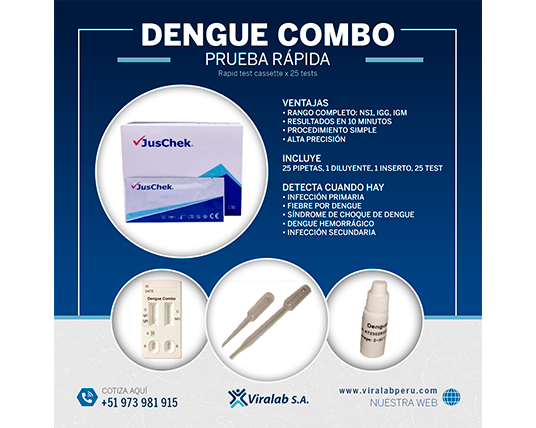 DENGUE COMBO
PRUEBA RÁPIDA
Rapid test cassette x 25 tests
VENTAJAS
• RANGO COMPLETO: NS1, IGG, IGM
• RESULTADOS EN 10 MINUTOS
• PROCEDIMIENTO SIMPLE
• ALTA PRECISIÓN
JusChek
INCLUYE
25 PIPETAS, 1 DILUYENTE, 1 INSERTO, 25 TEST
JusChek
DETECTA CUANDO HAY
• INFECCIÓN PRIMARIA
• FIEBRE POR DENGUE
• SÍNDROME DE CHOQUE DE DENGUE
• DENGUE HEMORRÁGICO
• INFECCIÓN SECUNDARIA
Dengue Combo
Dengue
COTIZA AQUÍ
+51 973 981 915
Viralab S.A.
www.viralabperu.com
NUESTRA WEB